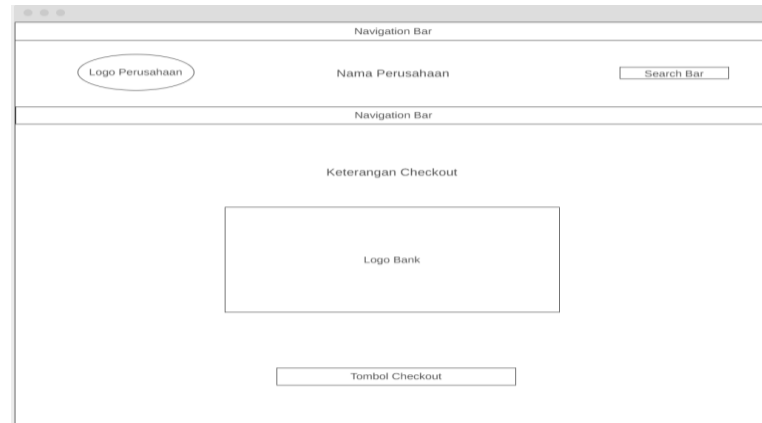 Navigation Bar
Logo Perusahaan
Nama Perusahaan
Search Bar
Navigation Bar
Keterangan Checkout
Logo Bank
Tombol Checkout